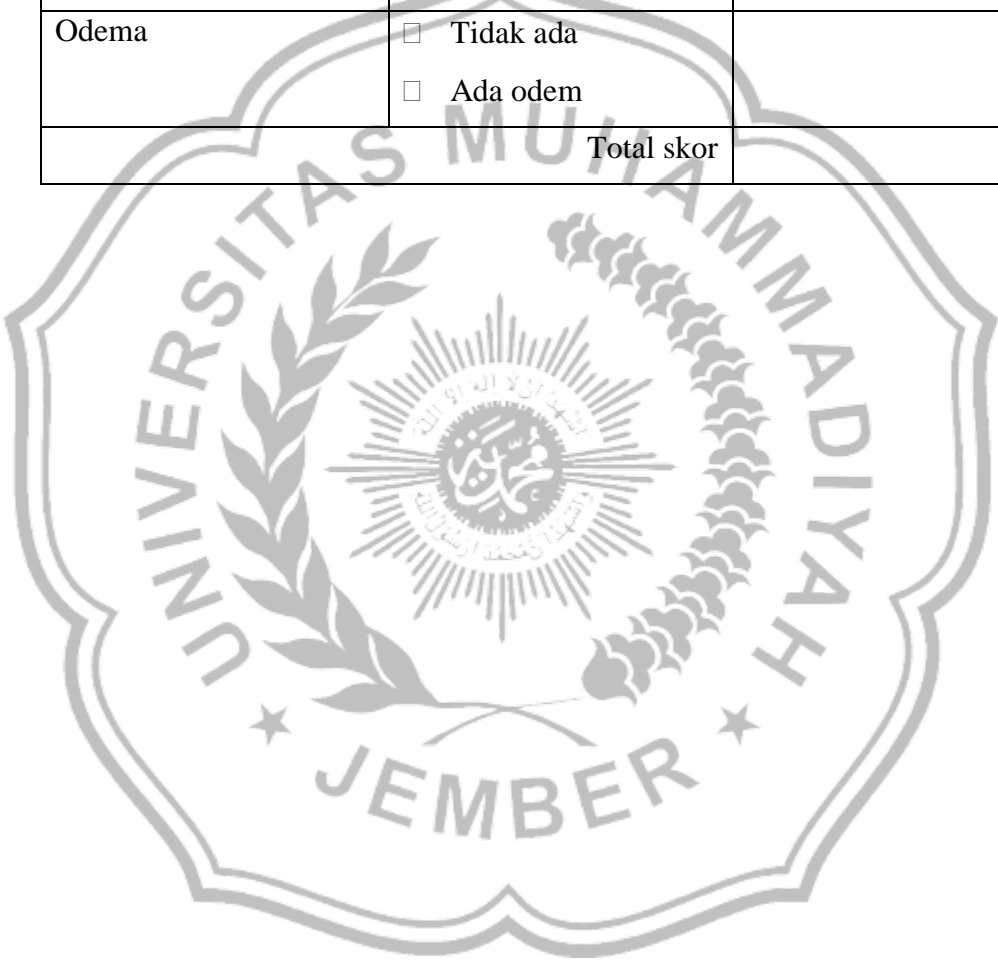 Odema
□ Tidak ada
□ Ada odem
Total skor
UNIVERSITAS MUHAMMADIYAH
★ JEMBER ★